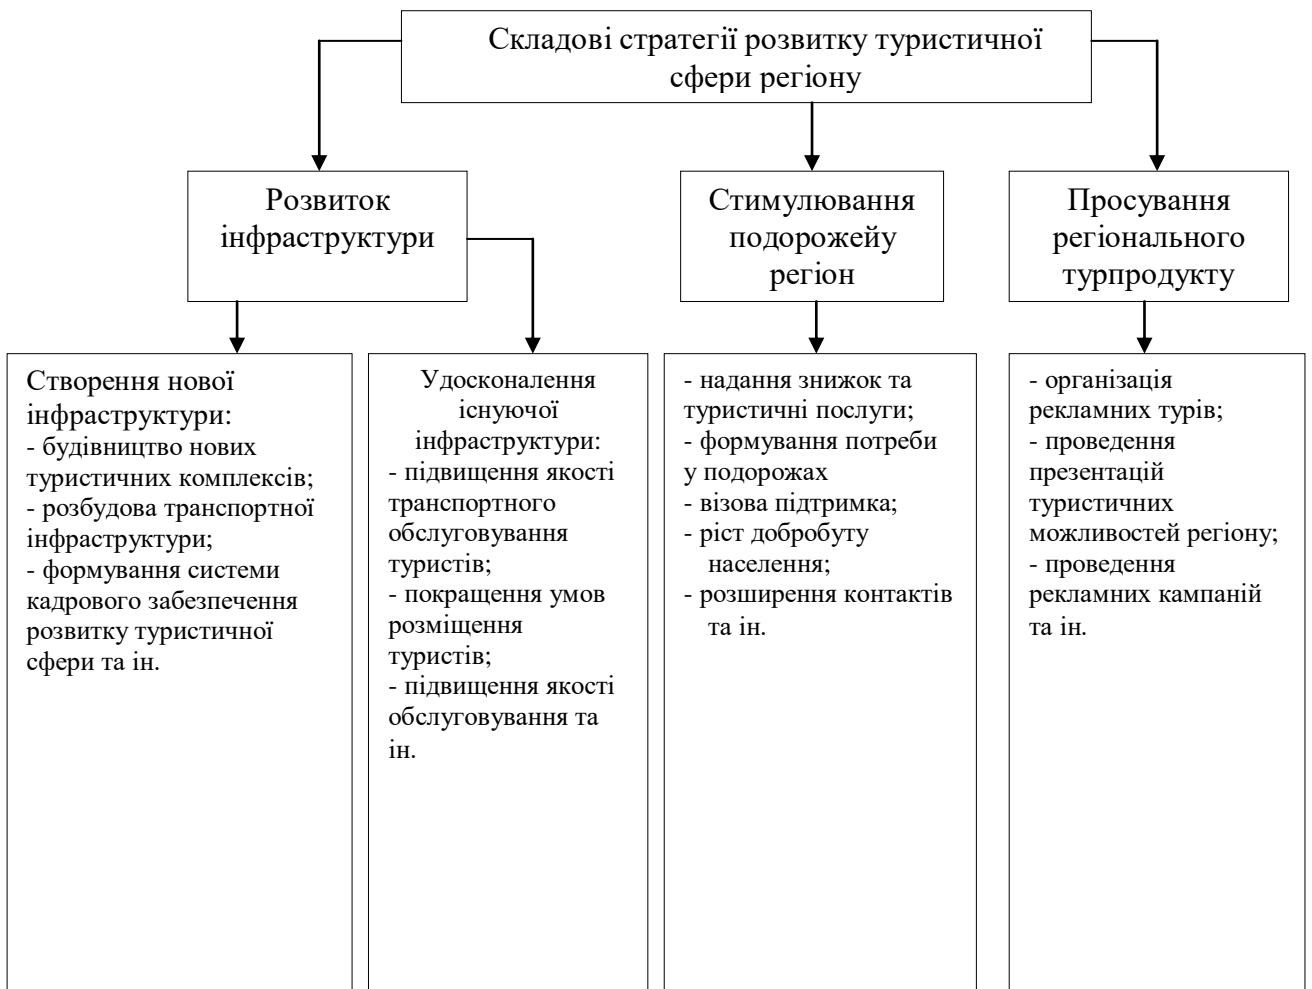 Складові стратегії розвитку туристичної
сфери регіону
Розвиток
інфраструктури
Стимулювання
подорожейу
регіон
Просування
регіонального
турпродукту
Створення нової
інфраструктури:
- будівництво нових
туристичних комплексів;
- розбудова транспортної
інфраструктури;
- формування системи
кадрового забезпечення
розвитку туристичної
сфери та ін.
Удосконалення
існуючої
інфраструктури:
- підвищення якості
транспортного
обслуговування
туристів;
- покращення умов
розміщення
туристів;
- підвищення якості
обслуговування та
ін.
- надання знижок та
туристичні послуги;
- формування потреби
у подорожах
- візова підтримка;
- ріст добробуту
населення;
- розширення контактів
та ін.
- організація
рекламних турів;
- проведення
презентацій
туристичних
можливостей регіону;
- проведення
рекламних кампаній
та ін.